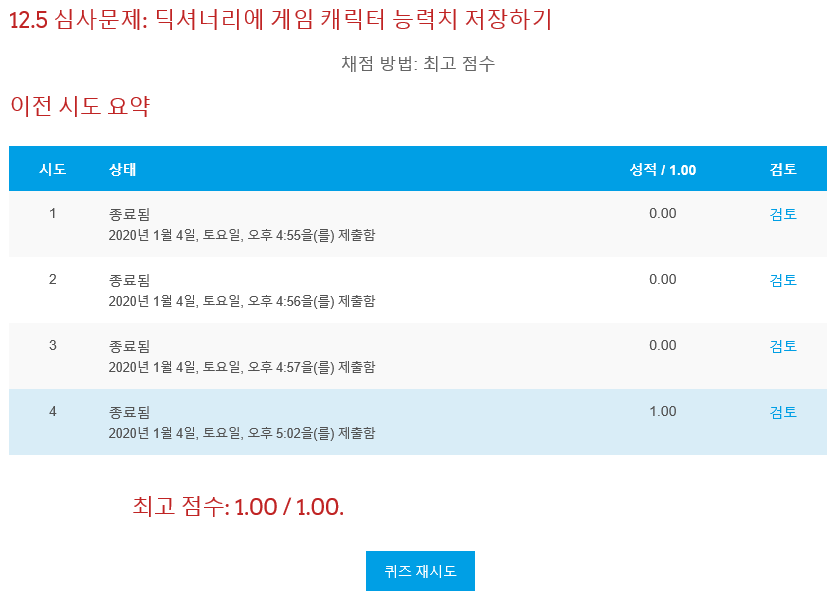 12.5 심사문제: 딕셔너리에 게임 캐릭터 능력치 저장하기
채점 방법: 최고 점수
이전 시도 요약
시도 상태 성적 / 1.00 검토
1 종료됨 0.00 검토
2020년 1월 4일, 토요일, 오후 4:55을(를) 제출함
2 종료됨 0.00 검토
2020년 1월 4일, 토요일, 오후 4:56을(를) 제출함
3 종료됨 0.00 검토
2020년 1월 4일, 토요일, 오후 4:57을(를) 제출함
4 종료됨 1.00 검토
2020년 1월 4일, 토요일, 오후 5:02을(를) 제출함
최고 점수: 1.00 / 1.00.
퀴즈 재시도